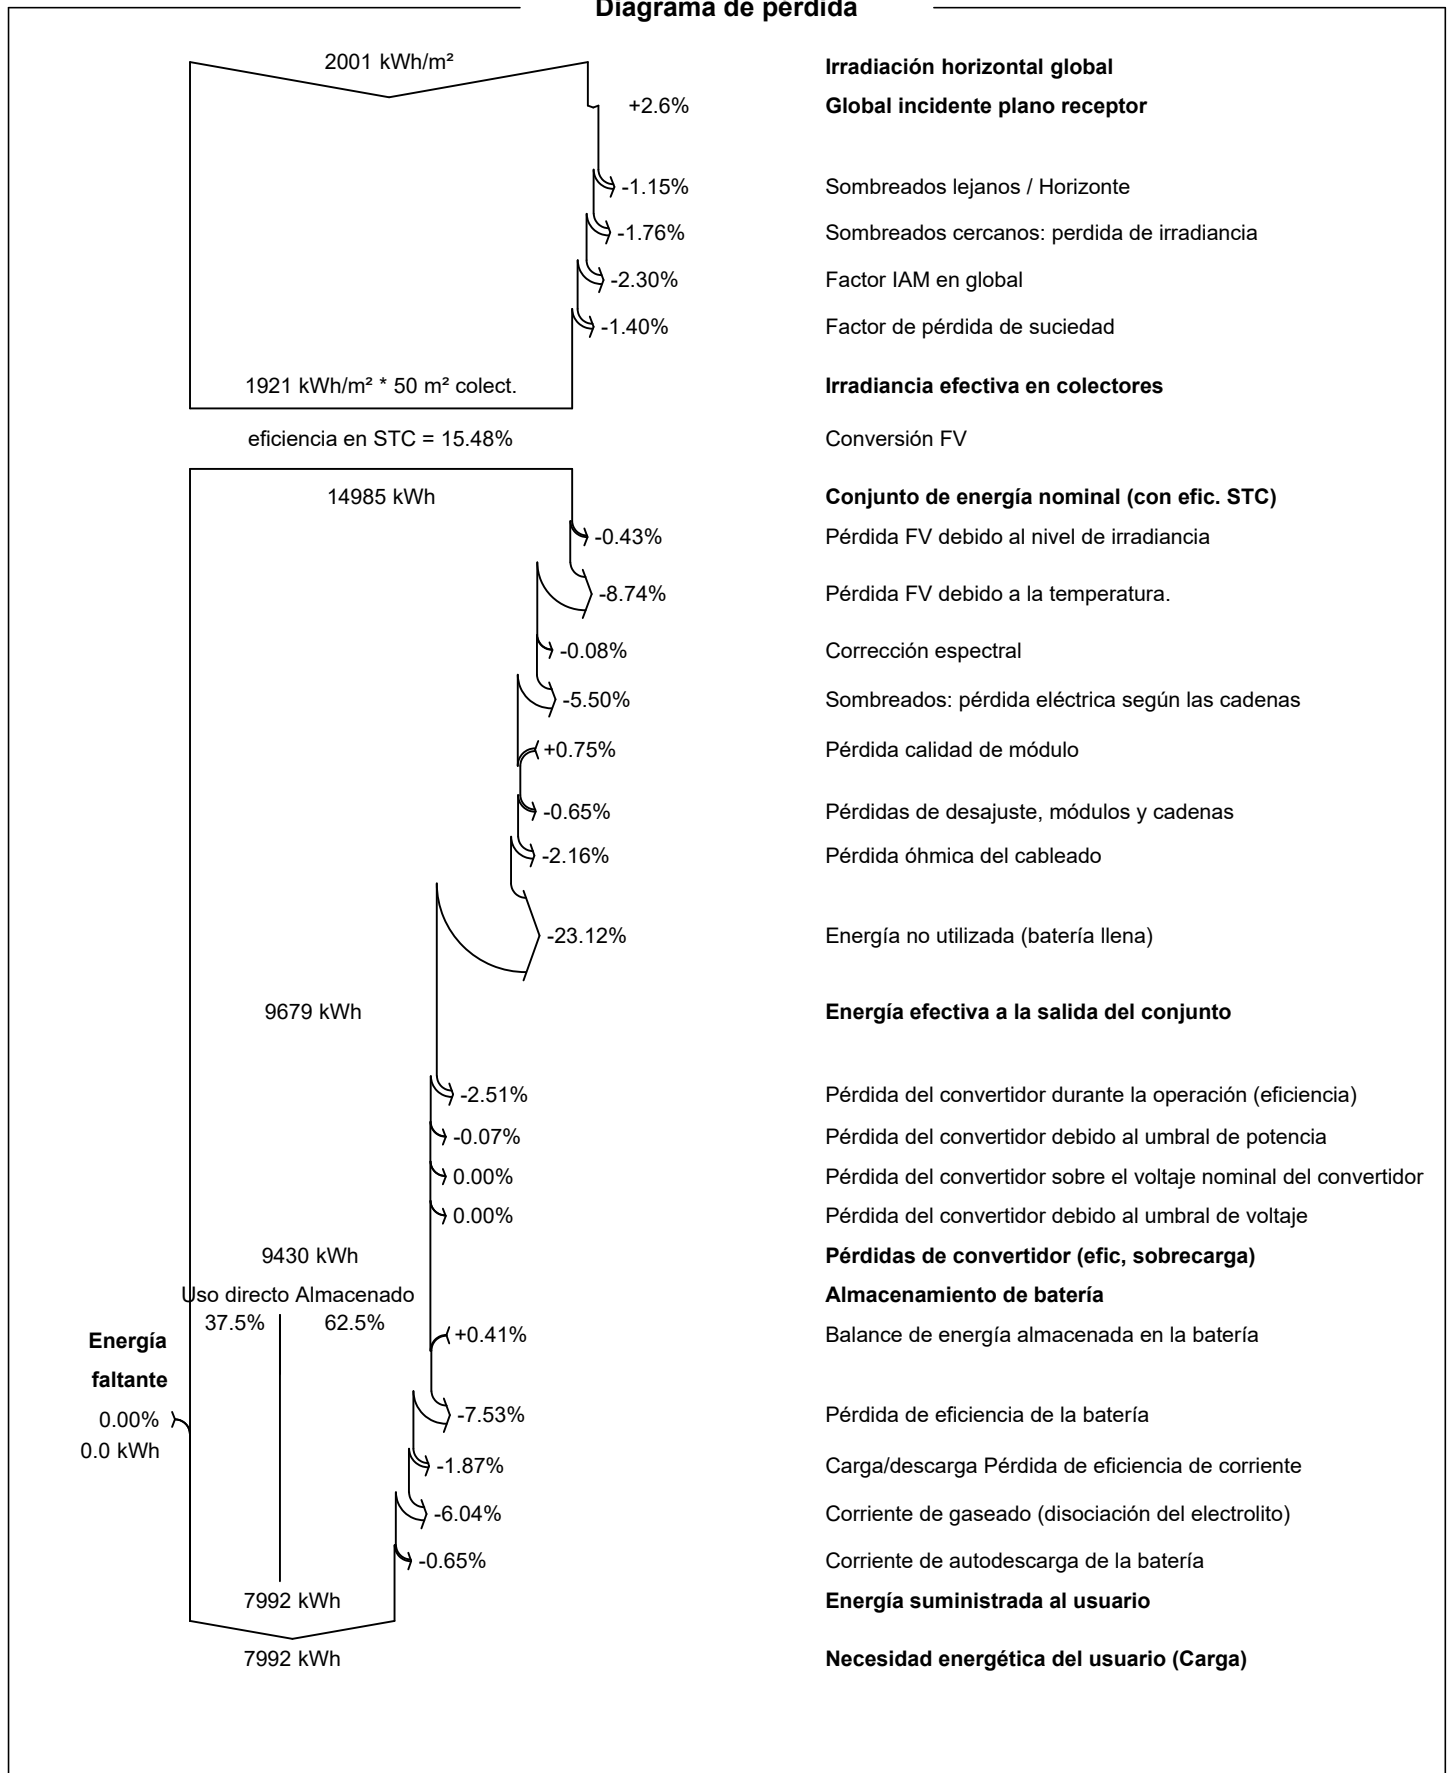 Diagrama de perdida
2001 kWh/m²
Irradiación horizontal global
+2.6%
Global incidente plano receptor
-1.15%
Sombreados lejanos / Horizonte
-1.76%
Sombreados cercanos: perdida de irradiancia
-2.30%
Factor IAM en global
-1.40%
Factor de pérdida de suciedad
1921 kWh/m² * 50 m² colect.
Irradiancia efectiva en colectores
eficiencia en STC = 15.48%
Conversión FV
14985 kWh
Conjunto de energía nominal (con efic. STC)
-0.43%
Pérdida FV debido al nivel de irradiancia
-8.74%
Pérdida FV debido a la temperatura.
-0.08%
Corrección espectral
-5.50%
Sombreados: pérdida eléctrica según las cadenas
+0.75%
Pérdida calidad de módulo
-0.65%
Pérdidas de desajuste, módulos y cadenas
-2.16%
Pérdida óhmica del cableado
-23.12%
Energía no utilizada (batería llena)
9679 kWh
Energía efectiva a la salida del conjunto
-2.51%
Pérdida del convertidor durante la operación (eficiencia)
-0.07%
Pérdida del convertidor debido al umbral de potencia
0.00%
Pérdida del convertidor sobre el voltaje nominal del convertidor
0.00%
Pérdida del convertidor debido al umbral de voltaje
9430 kWh
Pérdidas de convertidor (efic, sobrecarga)
Uso directo Almacenado
Almacenamiento de batería
37.5% 62.5%
+0.41%
Balance de energía almacenada en la batería
Energía
faltante
0.00%
0.0 kWh
-7.53%
Pérdida de eficiencia de la batería
-1.87%
Carga/descarga Pérdida de eficiencia de corriente
-6.04%
Corriente de gaseado (disociación del electrolito)
-0.65%
Corriente de autodescarga de la batería
7992 kWh
Energía suministrada al usuario
7992 kWh
Necesidad energética del usuario (Carga)